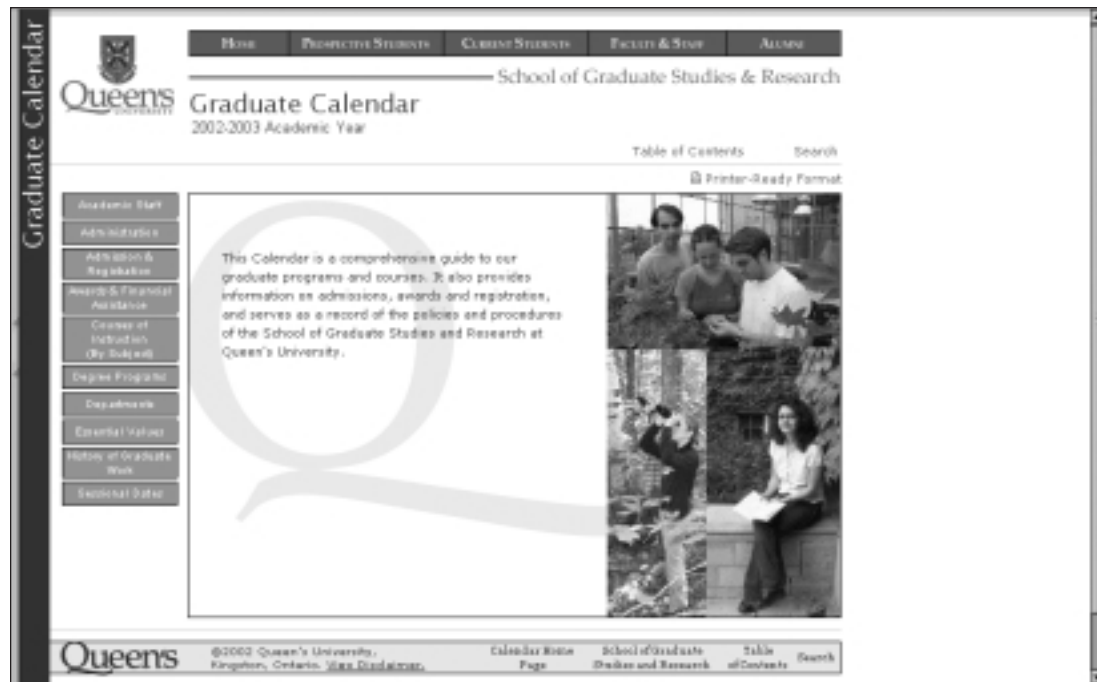 Graduate Calendar
Queen's
UNIVERSITY
HOME PROSPECTIVE STUDENTS CURRENT STUDENTS FACULTY & STAFF ALUMNI
School of Graduate Studies & Research
Graduate Calendar
2002-2003 Academic Year
Table of Contents Search
Printer-Ready Format
Academic Staff
Administration
Admission &
Registration
Awards & Financial
Assistance
Courses of
Instruction
(By Subject)
Degree Programs
Departments
Essential Values
History of Graduate
Work
Sessional Dates
This Calendar is a comprehensive guide to our
graduate programs and courses. It also provides
information on admissions, awards and registration,
and serves as a record of the policies and procedures
of the School of Graduate Studies and Research at
Queen's University.
Queen's
©2002 Queen's University,
Kingston, Ontario. View Disclaimer.
Calendar Home
Page
School of Graduate
Studies and Research
Table
of Contents
Search